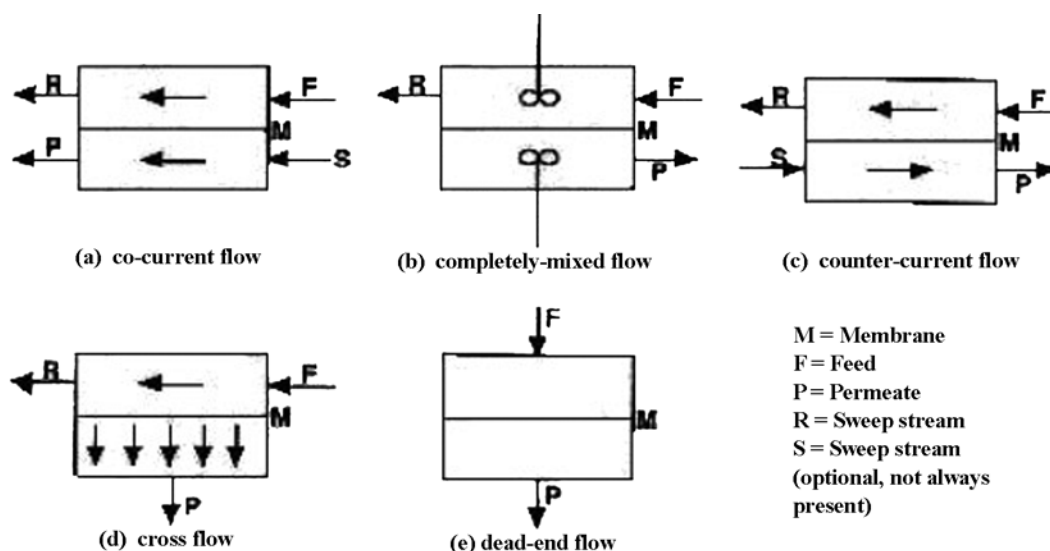 R
F
M
P
S
(a) co-current flow
R
F
M
P
(b) completely-mixed flow
R
F
M
S
P
(c) counter-current flow
R
F
M
P
(d) cross flow
F
M
P
(e) dead-end flow
M = Membrane
F = Feed
P = Permeate
R = Sweep stream
S = Sweep stream
(optional, not always
present)